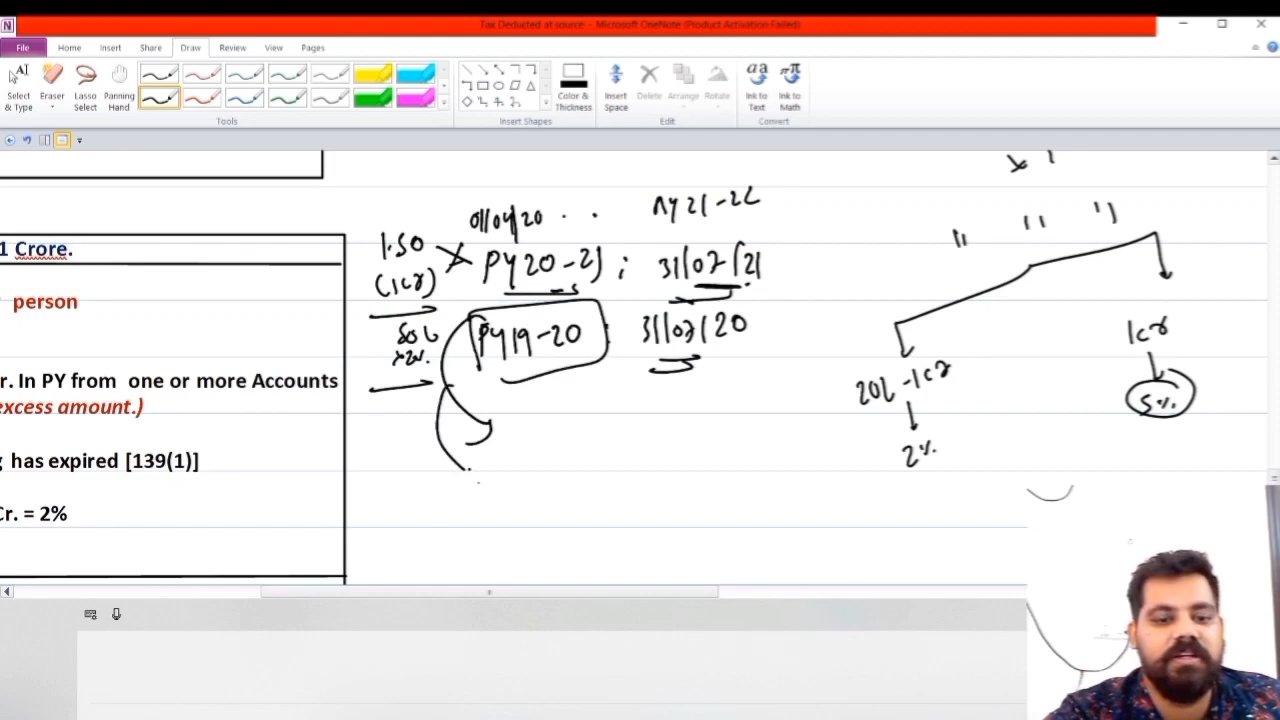 Tax Deducted at source - Microsoft OneNote (Product Activation Failed)
File Home Insert Share Draw Review View Pages
Select & Type
Eraser
Lasso Select
Panning Hand
Color & Thickness
Insert Space
Delete
Arrange
Rotate
Ink to Text
Ink to Math
Tools
Insert Shapes
Edit
Convert
1 Crore.
person
r. In PY from one or more Accounts
excess amount.)
g has expired [139(1)]
Cr. = 2%
01/04/20 . . AY 21-22
1.50
(1cr)
PY 20-21 : 31/07/21
50L
x2%.
PY 19-20 : 31/07/20
20L - 1cr
2%
1cr
5%